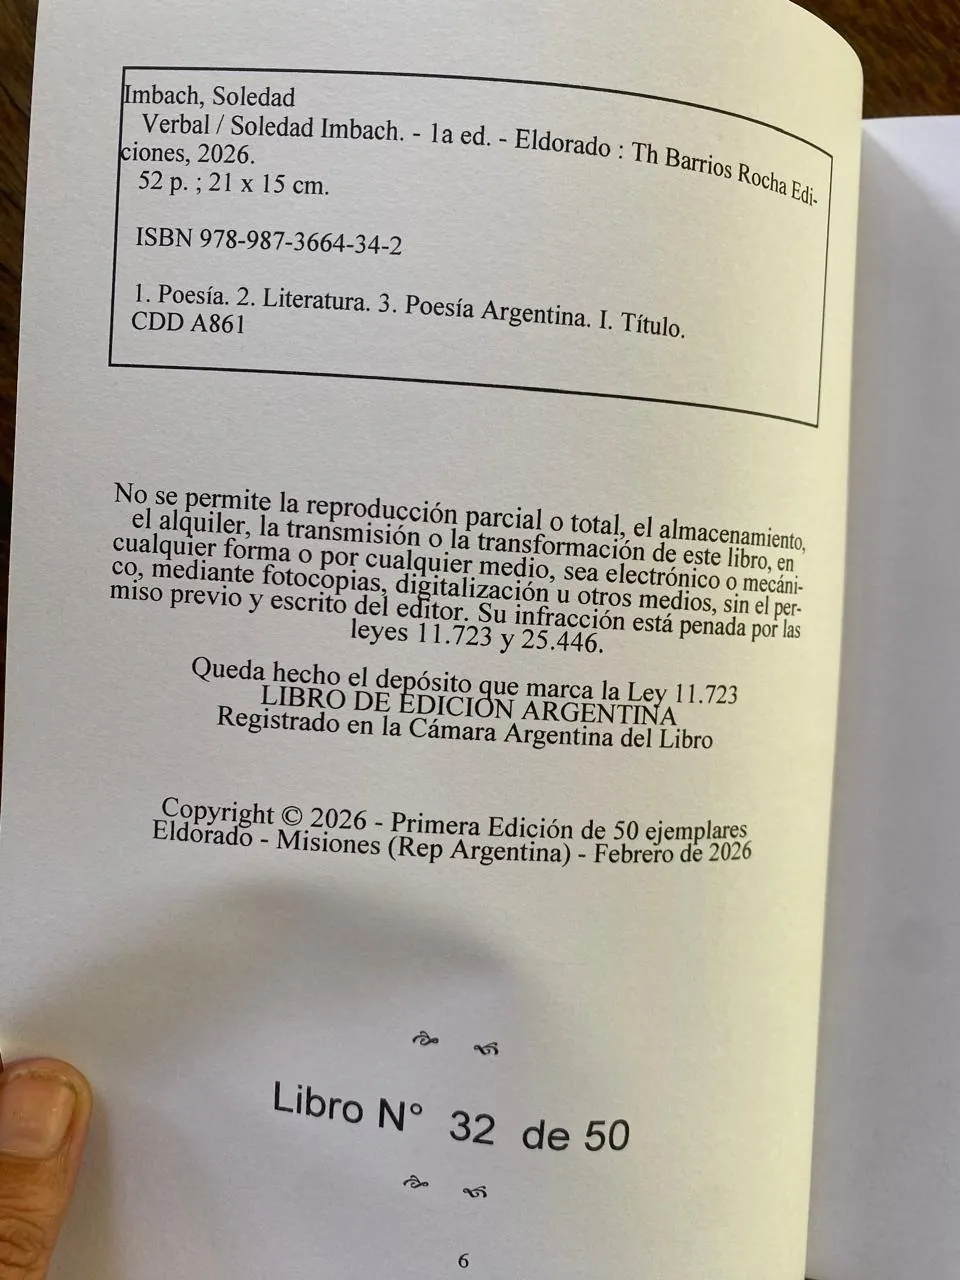 Imbach, Soledad
Verbal / Soledad Imbach. - 1a ed. - Eldorado : Th Barrios Rocha Edi-
ciones, 2026.
52 p. ; 21 x 15 cm.
ISBN 978-987-3664-34-2
1. Poesía. 2. Literatura. 3. Poesía Argentina. I. Título.
CDD A861
No se permite la reproducción parcial o total, el almacenamiento,
el alquiler, la transmisión o la transformación de este libro, en
cualquier forma o por cualquier medio, sea electrónico o mecáni-
co, mediante fotocopias, digitalización u otros medios, sin el per-
miso previo y escrito del editor. Su infracción está penada por las
leyes 11.723 y 25.446.
Queda hecho el depósito que marca la Ley 11.723
LIBRO DE EDICIÓN ARGENTINA
Registrado en la Cámara Argentina del Libro
Copyright © 2026 - Primera Edición de 50 ejemplares
Eldorado - Misiones (Rep Argentina) - Febrero de 2026
Libro N° 32 de 50
6